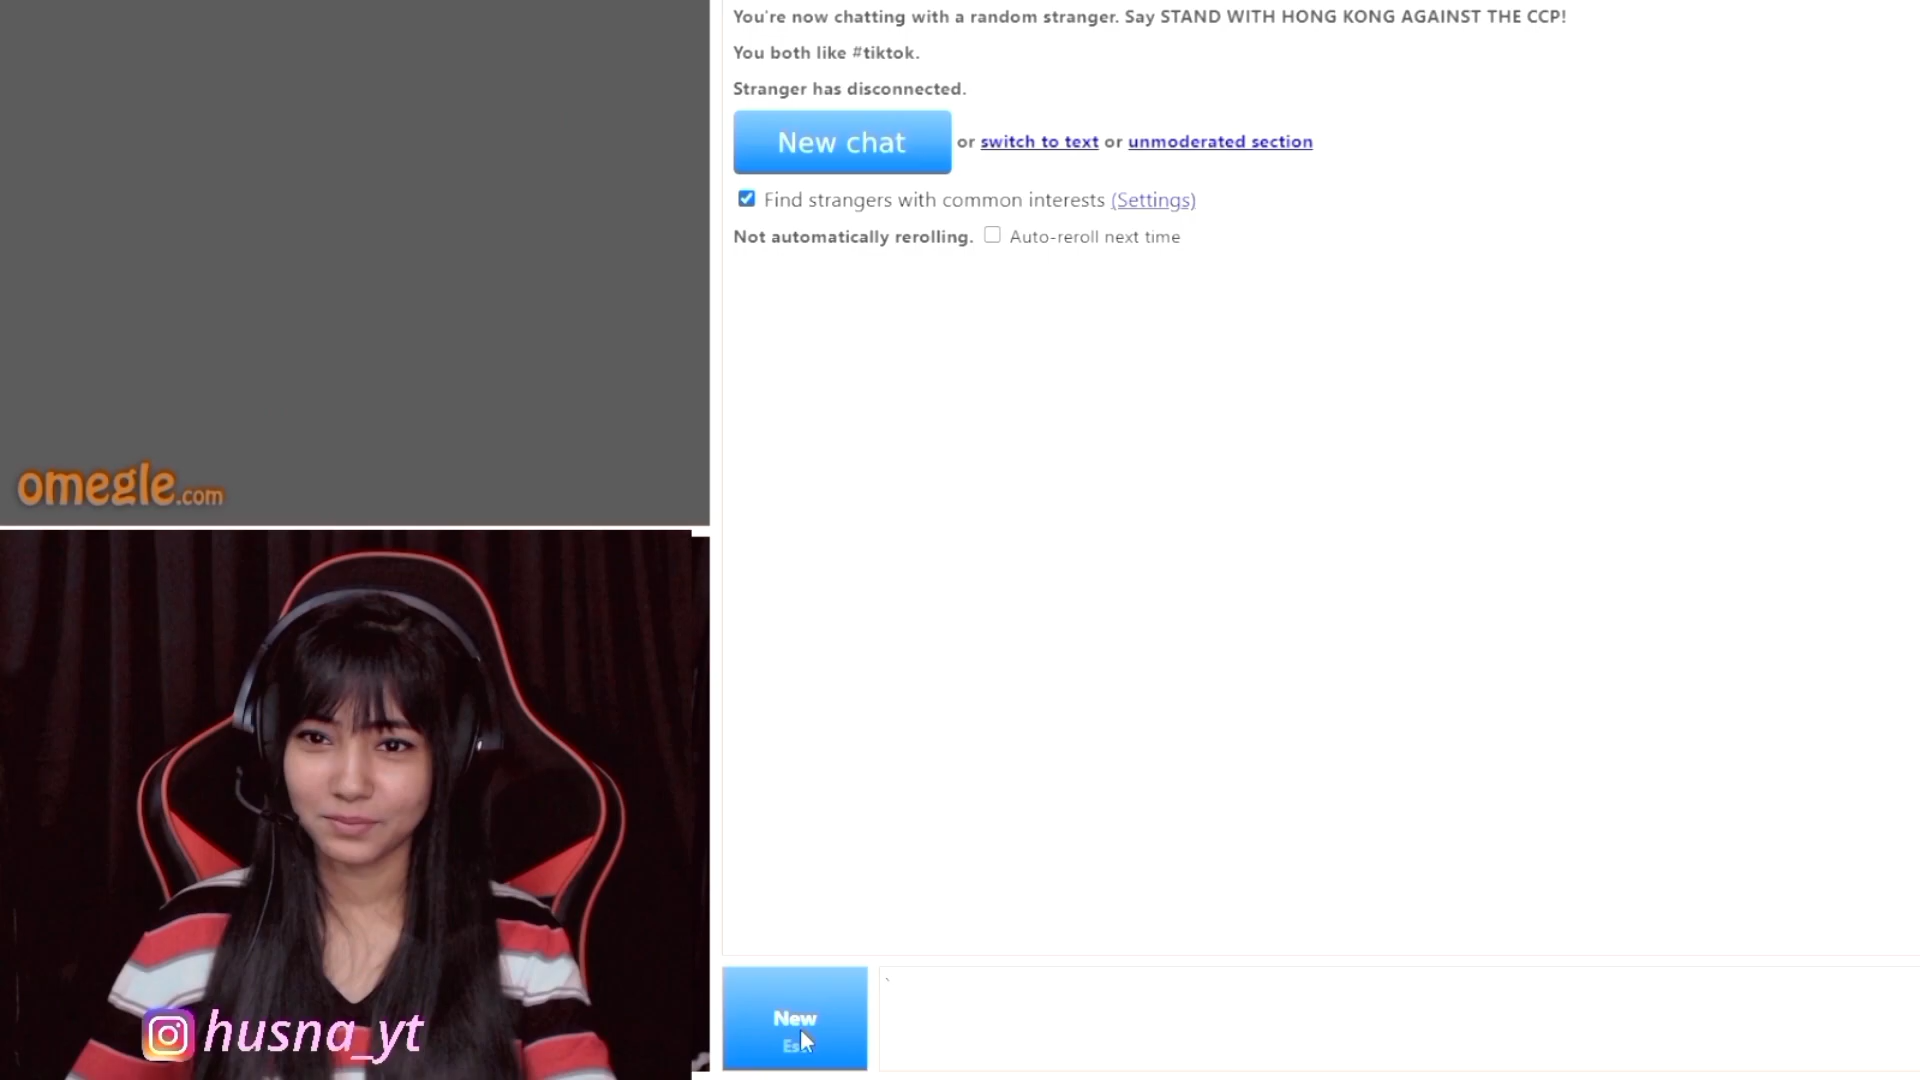 You're now chatting with a random stranger. Say STAND WITH HONG KONG AGAINST THE CCP!
You both like #tiktok.
Stranger has disconnected.
New chat or switch to text or unmoderated section
Find strangers with common interests (Settings)
Not automatically rerolling. Auto-reroll next time
omegle.com
husna_yt
New
`